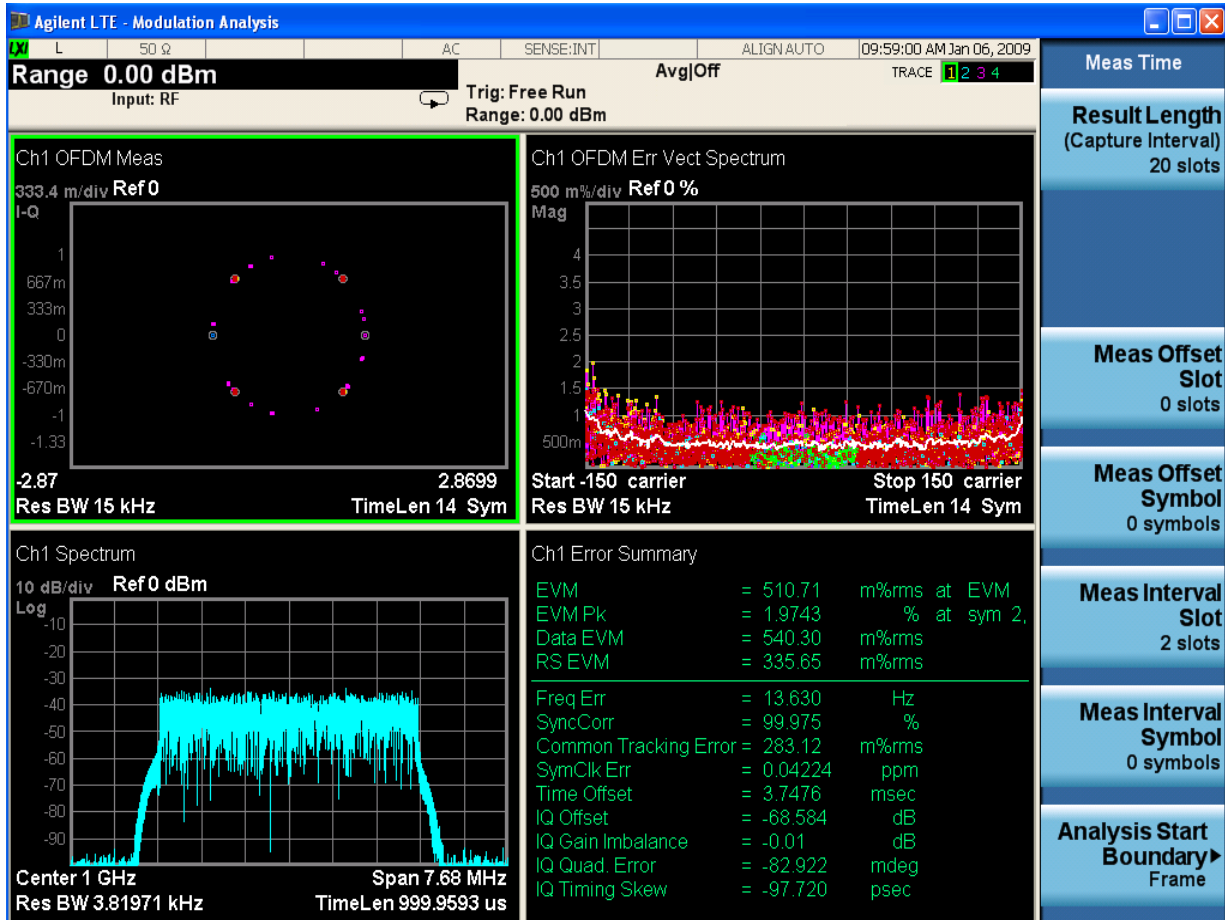 Agilent LTE - Modulation Analysis
LXI L 50 Ω AC SENSE:INT ALIGN AUTO 09:59:00 AM Jan 06, 2009
Range 0.00 dBm
Input: RF
Trig: Free Run
Range: 0.00 dBm
Avg|Off
TRACE 1 2 3 4
Ch1 OFDM Meas
333.4 m/div Ref 0
I-Q
1
667m
333m
0
-330m
-670m
-1
-1.33
-2.87 2.8699
Res BW 15 kHz TimeLen 14 Sym
Ch1 OFDM Err Vect Spectrum
500 m%/div Ref 0 %
Mag
4
3.5
3
2.5
2
1.5
1
500m
Start -150 carrier Stop 150 carrier
Res BW 15 kHz TimeLen 14 Sym
Ch1 Spectrum
10 dB/div Ref 0 dBm
Log
-10
-20
-30
-40
-50
-60
-70
-80
-90
Center 1 GHz Span 7.68 MHz
Res BW 3.81971 kHz TimeLen 999.9593 us
Ch1 Error Summary
EVM = 510.71 m%rms at EVM
EVM Pk = 1.9743 % at sym 2,
Data EVM = 540.30 m%rms
RS EVM = 335.65 m%rms
Freq Err = 13.630 Hz
SyncCorr = 99.975 %
Common Tracking Error = 283.12 m%rms
SymClk Err = 0.04224 ppm
Time Offset = 3.7476 msec
IQ Offset = -68.584 dB
IQ Gain Imbalance = -0.01 dB
IQ Quad. Error = -82.922 mdeg
IQ Timing Skew = -97.720 psec
Meas Time
Result Length
(Capture Interval)
20 slots
Meas Offset
Slot
0 slots
Meas Offset
Symbol
0 symbols
Meas Interval
Slot
2 slots
Meas Interval
Symbol
0 symbols
Analysis Start
Boundary
Frame